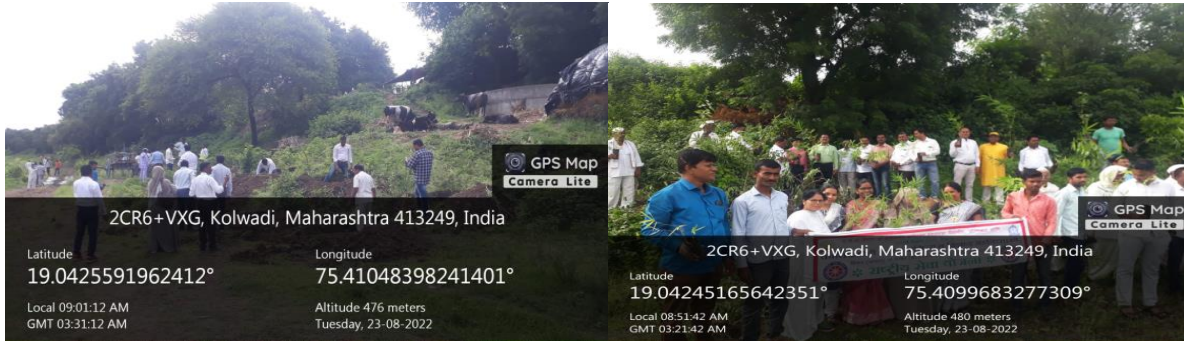 GPS Map
Camera Lite
2CR6+VXG, Kolwadi, Maharashtra 413249, India
Latitude
19.0425591962412°
Longitude
75.41048398241401°
Local 09:01:12 AM
GMT 03:31:12 AM
Altitude 476 meters
Tuesday, 23-08-2022
GPS Map
Camera Lite
2CR6+VXG, Kolwadi, Maharashtra 413249, India
Latitude
19.04245165642351°
Longitude
75.4099683277309°
Local 08:51:42 AM
GMT 03:21:42 AM
Altitude 480 meters
Tuesday, 23-08-2022